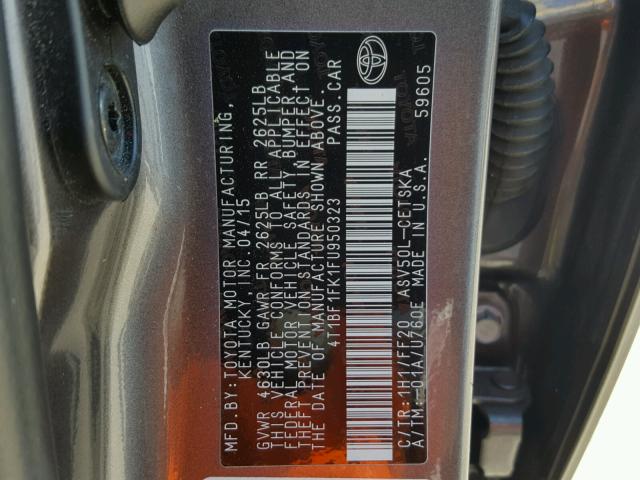 MFD. BY: TOYOTA MOTOR MANUFACTURING,
KENTUCKY, INC. 04/15
GVWR 4630LB GAWR FR 2625LB RR 2625LB
THIS VEHICLE CONFORMS TO ALL APPLICABLE
FEDERAL MOTOR VEHICLE SAFETY, BUMPER, AND
THEFT PREVENTION STANDARDS IN EFFECT ON
THE DATE OF MANUFACTURE SHOWN ABOVE.
4T1BF1FK1FU950323 PASS. CAR
C/TR: 1H1/FF20 ASV50L-CETSKA
A/TM: -01A/U760E MADE IN U.S.A.
59605